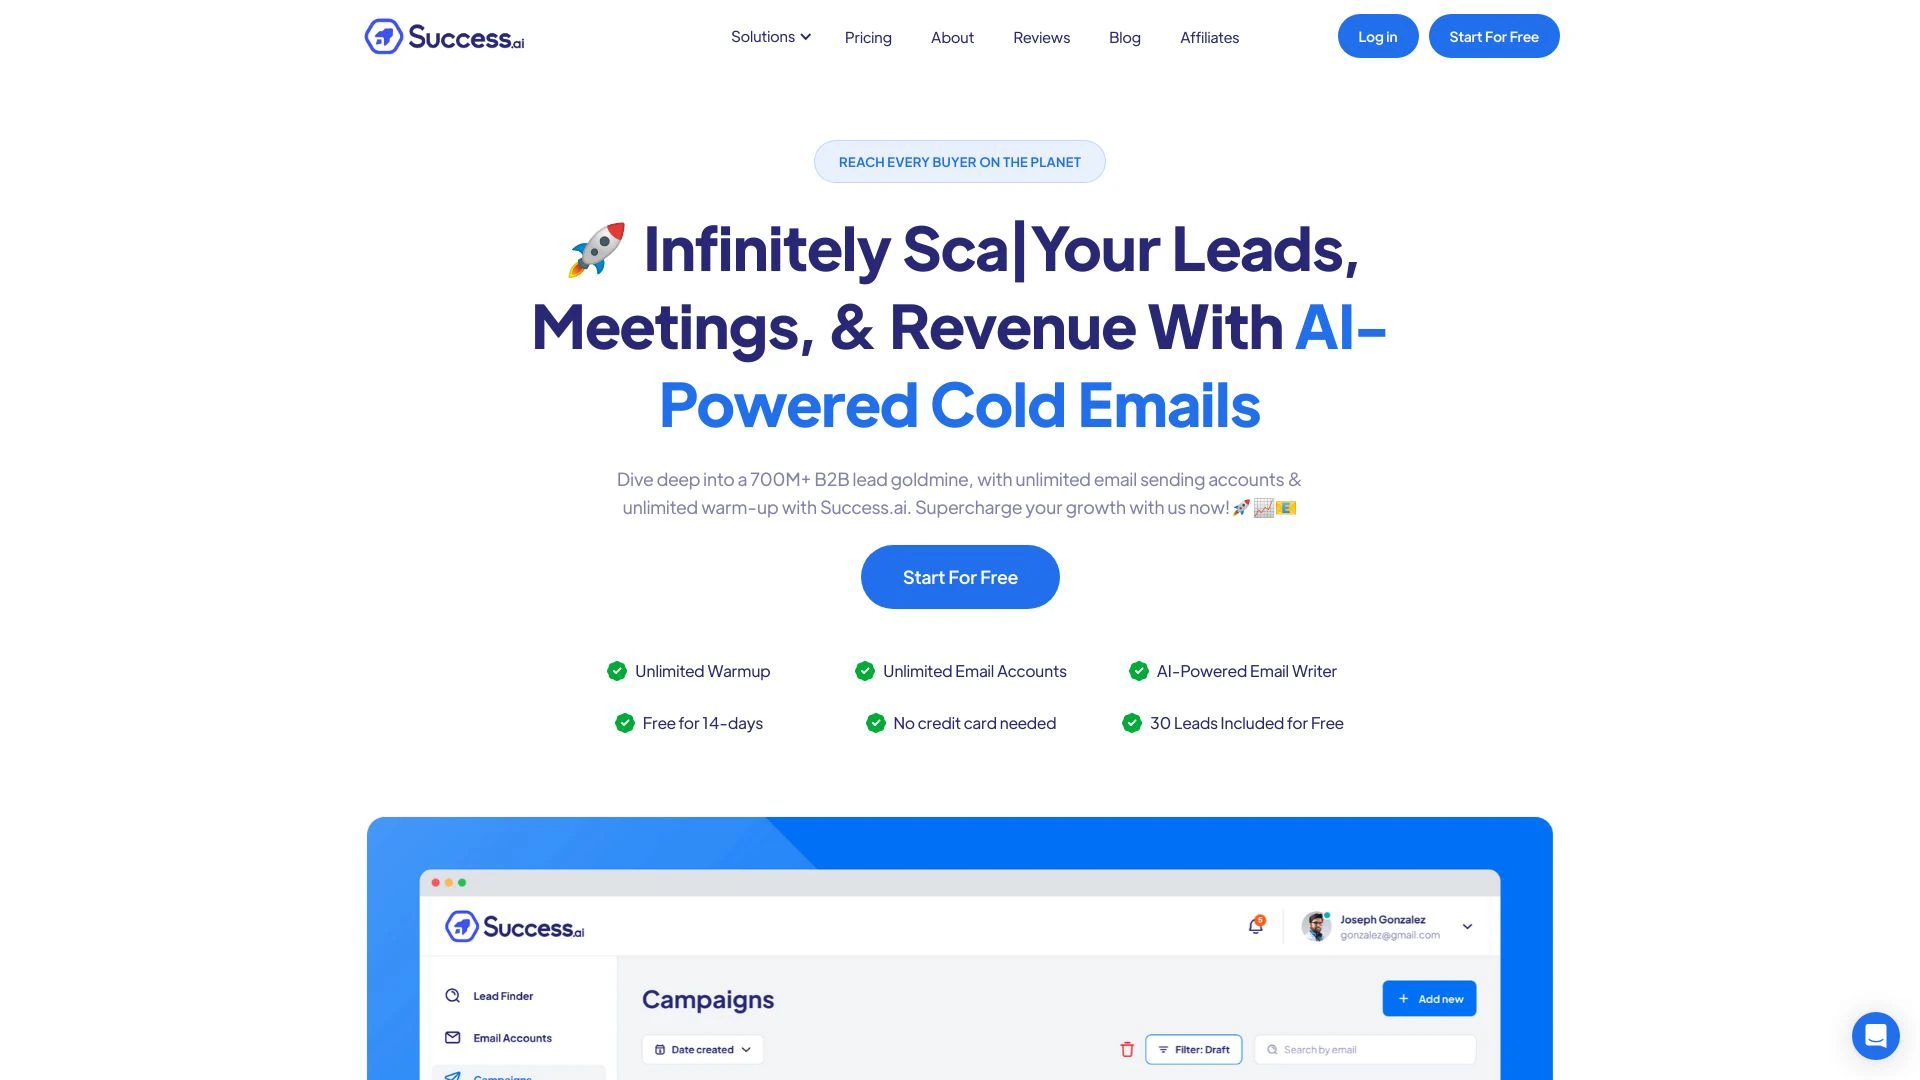 Success.ai
Solutions
Pricing
About
Reviews
Blog
Affiliates
Log in
Start For Free
REACH EVERY BUYER ON THE PLANET
🚀 Infinitely Sca|Your Leads,
Meetings, & Revenue With AI-
Powered Cold Emails
Dive deep into a 700M+ B2B lead goldmine, with unlimited email sending accounts &
unlimited warm-up with Success.ai. Supercharge your growth with us now!🚀📈📧
Start For Free
Unlimited Warmup
Unlimited Email Accounts
AI-Powered Email Writer
Free for 14-days
No credit card needed
30 Leads Included for Free
Success.ai
5
Joseph Gonzalez
gonzalez@gmail.com
Lead Finder
Email Accounts
Campaigns
Campaigns
Add new
Date created
Filter: Draft
Search by email